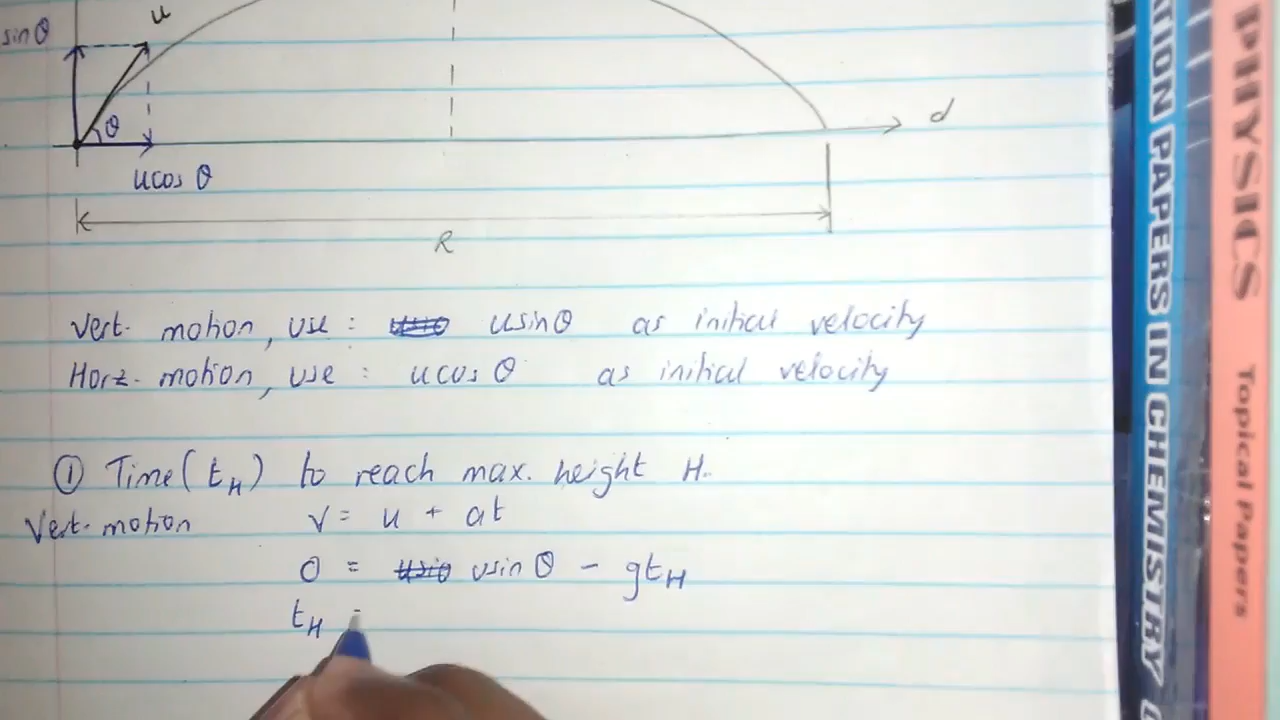 u
sinθ
θ
d
ucos θ
R
Vert. motion, use : usinθ as initial velocity
Horz. motion, use : ucos θ as initial velocity
① Time(tH) to reach max. height H.
Vert. motion v = u + at
0 = usinθ - gtH
tH =
ATION PAPERS IN CHEMISTRY
PHYSICS Topical Papers